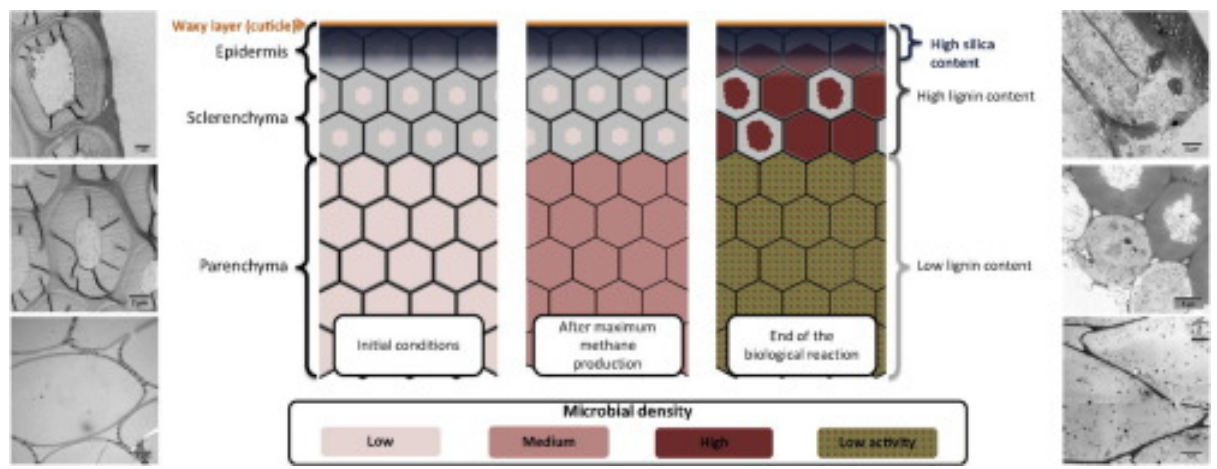 Waxy layer (cuticle)
Epidermis
Sclerenchyma
Parenchyma
High silica
content
High lignin content
Low lignin content
Initial conditions
After maximum
methane
production
End of the
biological reaction
Microbial density
Low
Medium
High
Low activity